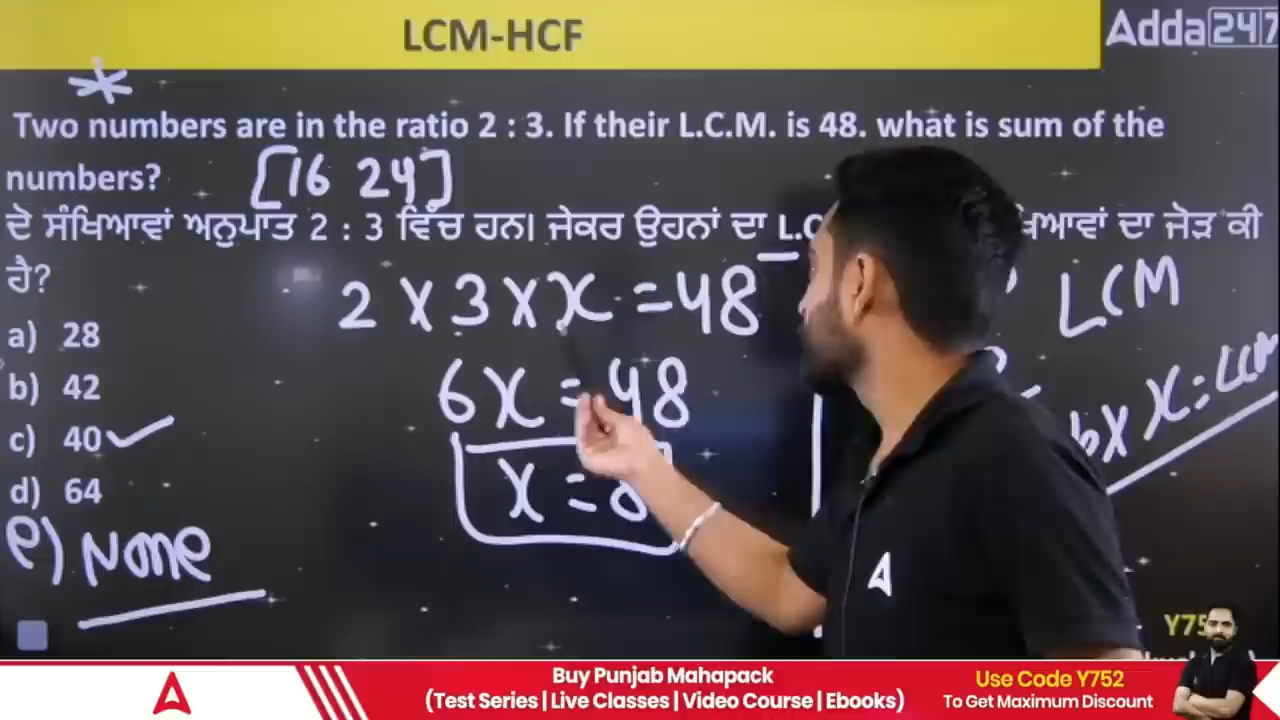 LCM-HCF
Adda247
Two numbers are in the ratio 2 : 3. If their L.C.M. is 48. what is sum of the
numbers? [16 24]
ਦੋ ਸੰਖਿਆਵਾਂ ਅਨੁਪਾਤ 2 : 3 ਵਿੱਚ ਹਨ। ਜੇਕਰ ਉਹਨਾਂ ਦਾ ਦਾ ਜੋੜ ਕੀ
ਹੈ?
2 x 3 x x = 48
LCM
a) 28
6x = 48
b) 42
x : LCM
c) 40
x =
d) 64
e) None
Y75
Buy Punjab Mahapack
(Test Series | Live Classes | Video Course | Ebooks)
Use Code Y752
To Get Maximum Discount